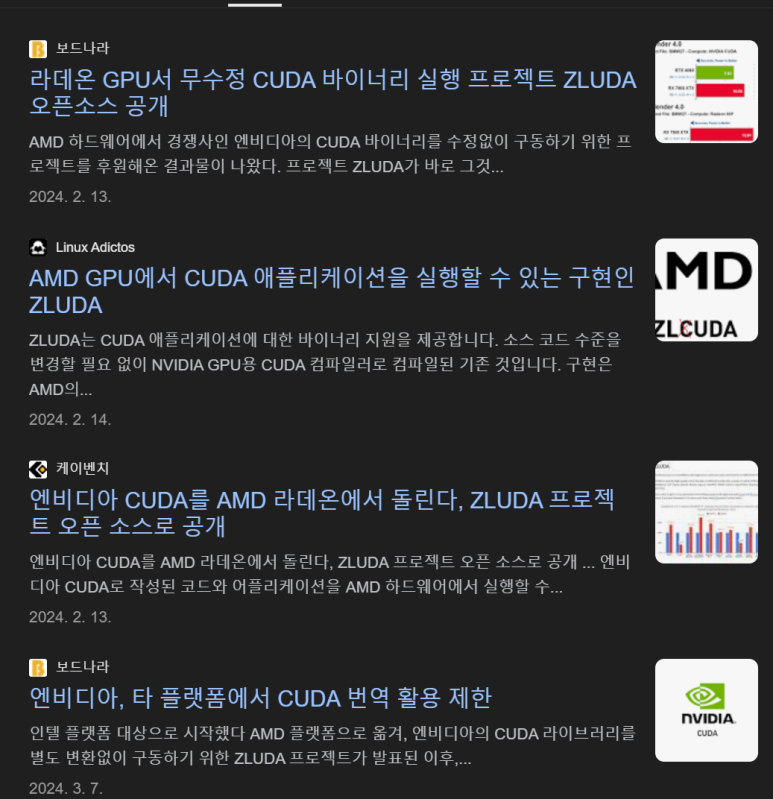 보드나라
라데온 GPU서 무수정 CUDA 바이너리 실행 프로젝트 ZLUDA
오픈소스 공개
AMD 하드웨어에서 경쟁사인 엔비디아의 CUDA 바이너리를 수정없이 구동하기 위한 프
로젝트를 후원해온 결과물이 나왔다. 프로젝트 ZLUDA가 바로 그것...
2024. 2. 13.
Linux Adictos
AMD GPU에서 CUDA 애플리케이션을 실행할 수 있는 구현인
ZLUDA
AMD
ZLCUDA
ZLUDA는 CUDA 애플리케이션에 대한 바이너리 지원을 제공합니다. 소스 코드 수준을
변경할 필요 없이 NVIDIA GPU용 CUDA 컴파일러로 컴파일된 기존 것입니다. 구현은
AMD의...
2024. 2. 14.
케이벤치
엔비디아 CUDA를 AMD 라데온에서 돌린다, ZLUDA 프로젝
트 오픈 소스로 공개
엔비디아 CUDA를 AMD 라데온에서 돌린다, ZLUDA 프로젝트 오픈 소스로 공개 ... 엔비
디아 CUDA로 작성된 코드와 어플리케이션을 AMD 하드웨어에서 실행할 수...
2024. 2. 13.
보드나라
엔비디아, 타 플랫폼에서 CUDA 번역 활용 제한
인텔 플랫폼 대상으로 시작했다 AMD 플랫폼으로 옮겨, 엔비디아의 CUDA 라이브러리를
별도 변환없이 구동하기 위한 ZLUDA 프로젝트가 발표된 이후,...
2024. 3. 7.
NVIDIA
CUDA